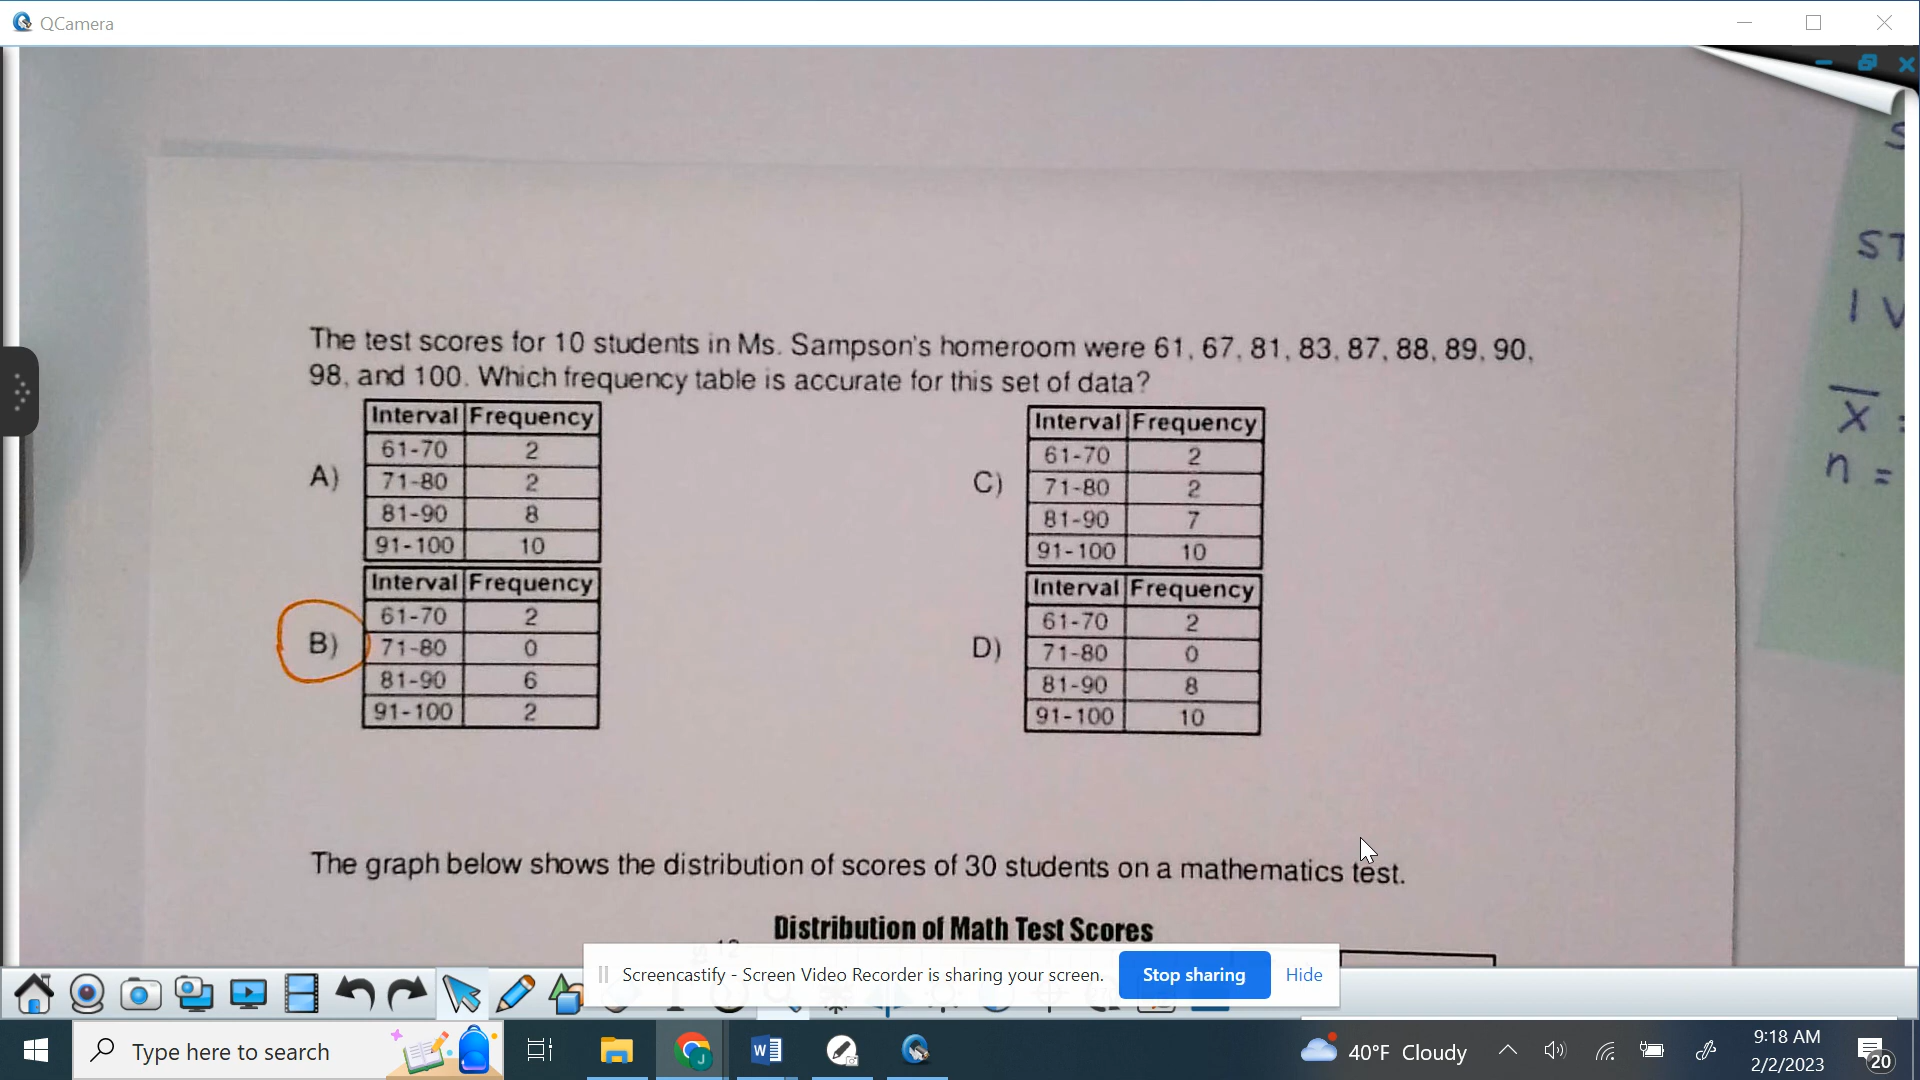 QCamera
The test scores for 10 students in Ms. Sampson's homeroom were 61, 67, 81, 83, 87, 88, 89, 90,
98, and 100. Which frequency table is accurate for this set of data?
A)
Interval Frequency
61-70 2
71-80 2
81-90 8
91-100 10
B)
Interval Frequency
61-70 2
71-80 0
81-90 6
91-100 2
C)
Interval Frequency
61-70 2
71-80 2
81-90 7
91-100 10
D)
Interval Frequency
61-70 2
71-80 0
81-90 8
91-100 10
The graph below shows the distribution of scores of 30 students on a mathematics test.
Distribution of Math Test Scores
S
ST
1 V
x̅ =
n =
Screencastify - Screen Video Recorder is sharing your screen.
Stop sharing
Hide
Type here to search
40°F Cloudy
9:18 AM
2/2/2023
20